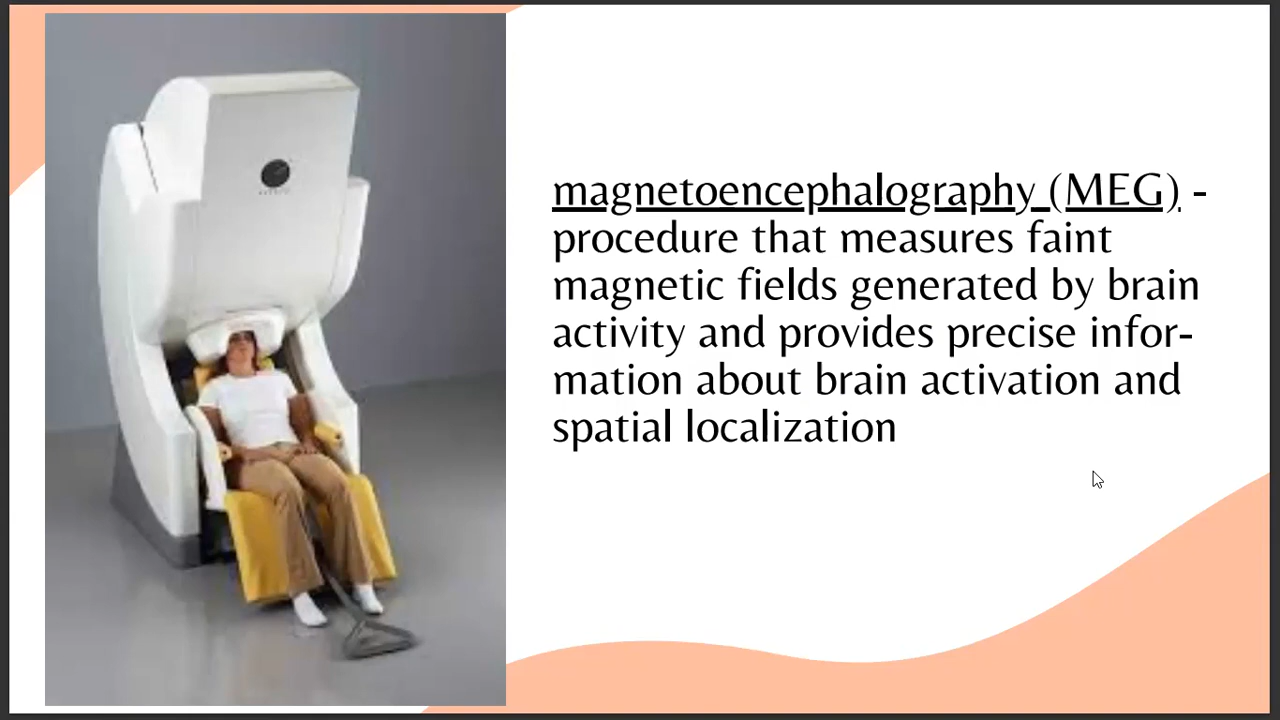 magnetoencephalography (MEG) -
procedure that measures faint
magnetic fields generated by brain
activity and provides precise infor-
mation about brain activation and
spatial localization